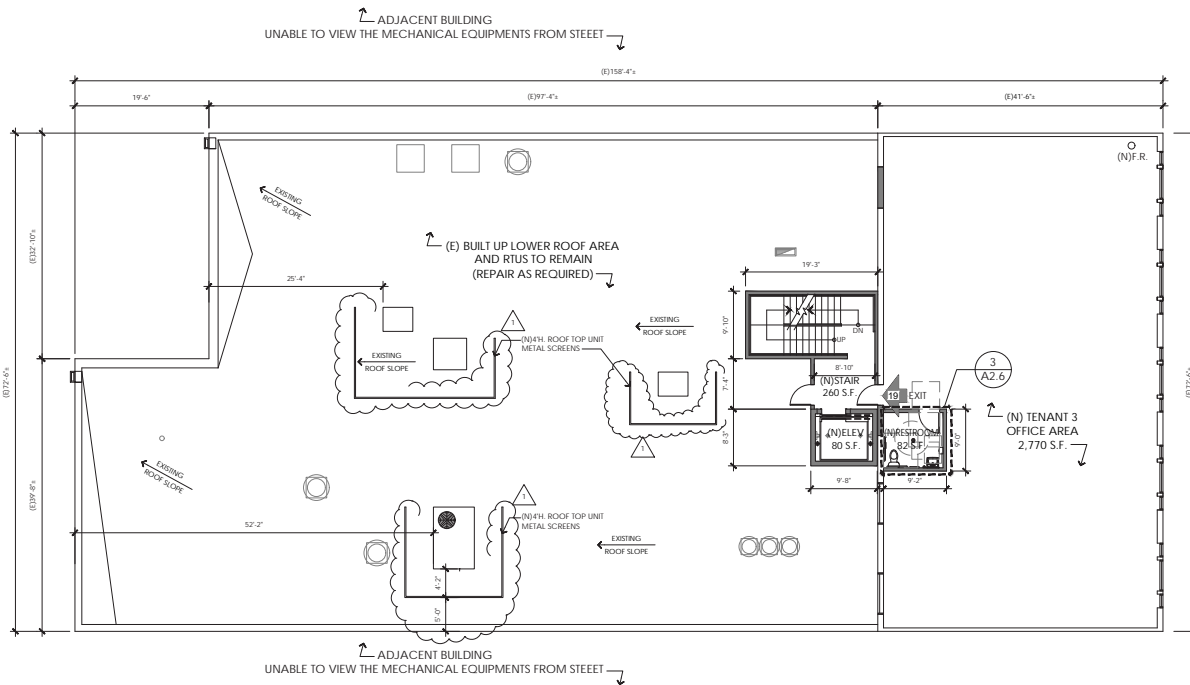 ADJACENT BUILDING
UNABLE TO VIEW THE MECHANICAL EQUIPMENTS FROM STEEET
(E)158'-4"±
19'-6"
(E)97'-4"±
(E)41'-6"±
(N)F.R.
EXISTING
ROOF SLOPE
(E)32'-10"±
(E) BUILT UP LOWER ROOF AREA
AND RTUS TO REMAIN
(REPAIR AS REQUIRED)
19'-3"
25'-4"
1
(N)4'H. ROOF TOP UNIT
METAL SCREENS
EXISTING
ROOF SLOPE
EXISTING
ROOF SLOPE
9'-10"
DN
UP
8'-10"
7'-4"
(N)STAIR
260 S.F.
19
EXIT
3
A2.6
(E)72'-6"±
(N) TENANT 3
OFFICE AREA
2,770 S.F.
8'-3"
(N)ELEV
80 S.F.
(N)RESTROOM
82 S.F.
9'-0"
1
9'-8"
9'-2"
EXISTING
ROOF SLOPE
(E)39'-8"±
1
(N)4'H. ROOF TOP UNIT
METAL SCREENS
52'-2"
EXISTING
ROOF SLOPE
4'-2"
5'-0"
ADJACENT BUILDING
UNABLE TO VIEW THE MECHANICAL EQUIPMENTS FROM STEEET